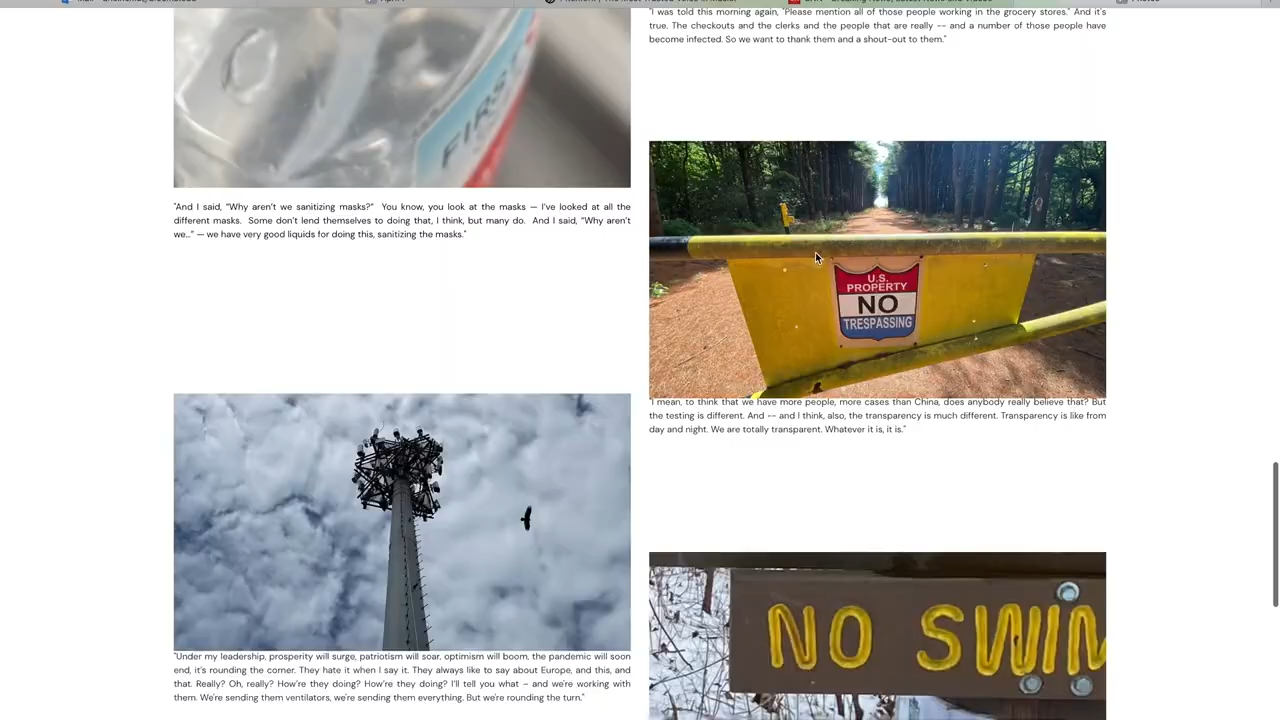 "I was told this morning again, "Please mention all of those people working in the grocery stores." And it's
true. The checkouts and the clerks and the people that are really -- and a number of those people have
become infected. So we want to thank them and a shout-out to them."
FIRST
"And I said, “Why aren’t we sanitizing masks?”  You know, you look at the masks — I’ve looked at all the
different masks.  Some don’t lend themselves to doing that, I think, but many do.  And I said, “Why aren’t
we…” — we have very good liquids for doing this, sanitizing the masks."
U.S.
PROPERTY
NO
TRESPASSING
"I mean, to think that we have more people, more cases than China, does anybody really believe that? But
the testing is different. And -- and I think, also, the transparency is much different. Transparency is like from
day and night. We are totally transparent. Whatever it is, it is."
NO SWIM
"Under my leadership, prosperity will surge, patriotism will soar, optimism will boom, the pandemic will soon
end, it's rounding the corner. They hate it when I say it. They always like to say about Europe, and this, and
that. Really? Oh, really? How're they doing? How're they doing? I'll tell you what – and we're working with
them. We're sending them ventilators, we're sending them everything. But we're rounding the turn."